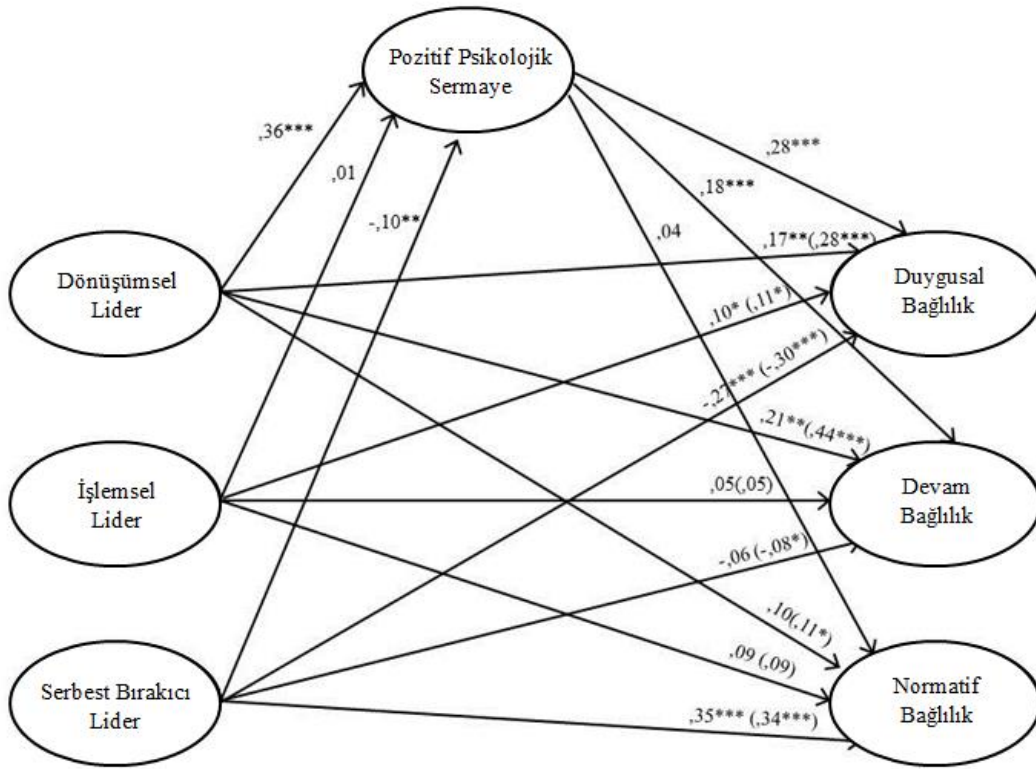 Pozitif Psikolojik
Sermaye
,36***
,01
-,10**
,28***
,18***
,04
Dönüşümsel
Lider
,17**(,28***)
Duygusal
Bağlılık
,10* (,11*)
-,27*** (-,30***)
,21**(,44***)
İşlemsel
Lider
,05(,05)
Devam
Bağlılık
-,06 (-,08*)
,10(,11*)
,09 (,09)
Serbest Bırakıcı
Lider
,35*** (,34***)
Normatif
Bağlılık